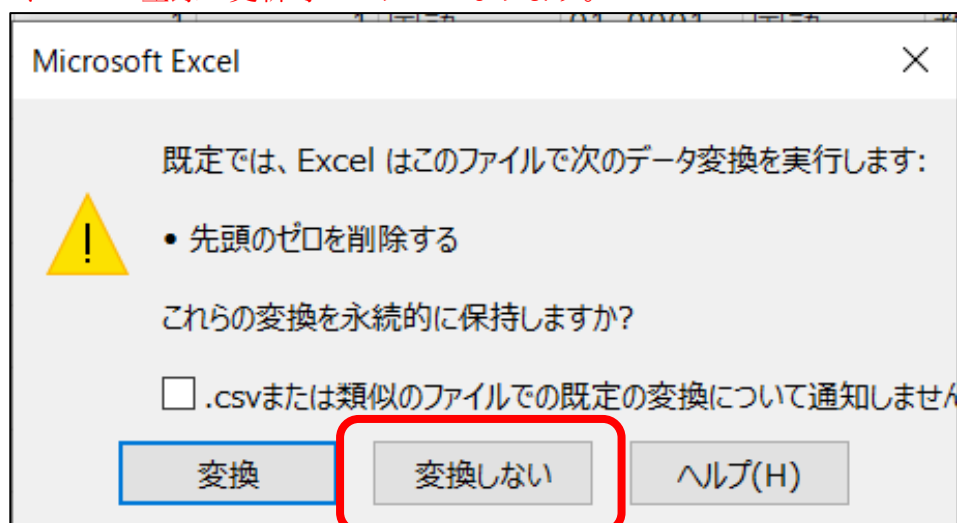 Microsoft Excel
既定では、Excel はこのファイルで次のデータ変換を実行します:
• 先頭のゼロを削除する
これらの変換を永続的に保持しますか?
.csvまたは類似のファイルでの既定の変換について通知しません
変換
変換しない
ヘルプ(H)